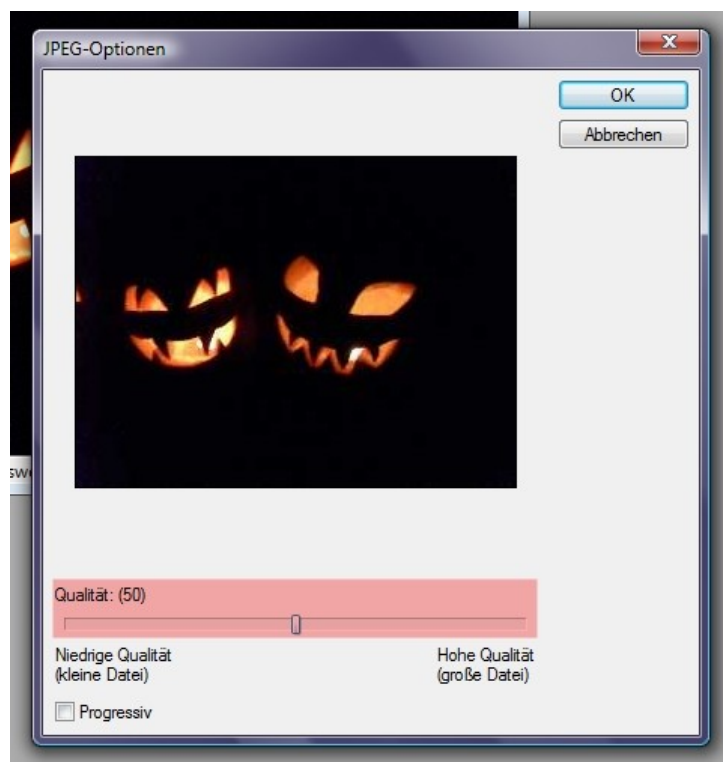 JPEG-Optionen
OK
Abbrechen
Qualität: (50)
Niedrige Qualität
(kleine Datei)
Hohe Qualität
(große Datei)
Progressiv